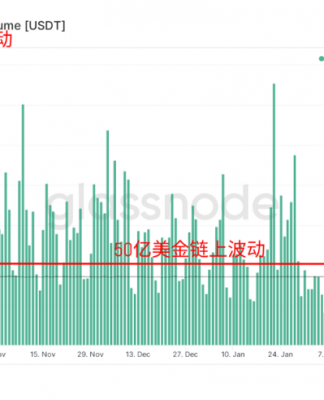 ume [USDT]
动
glassnode
50亿美金链上波动
ov
15. Nov
29. Nov
13. Dec
27. Dec
10. Jan
24. Jan
7.